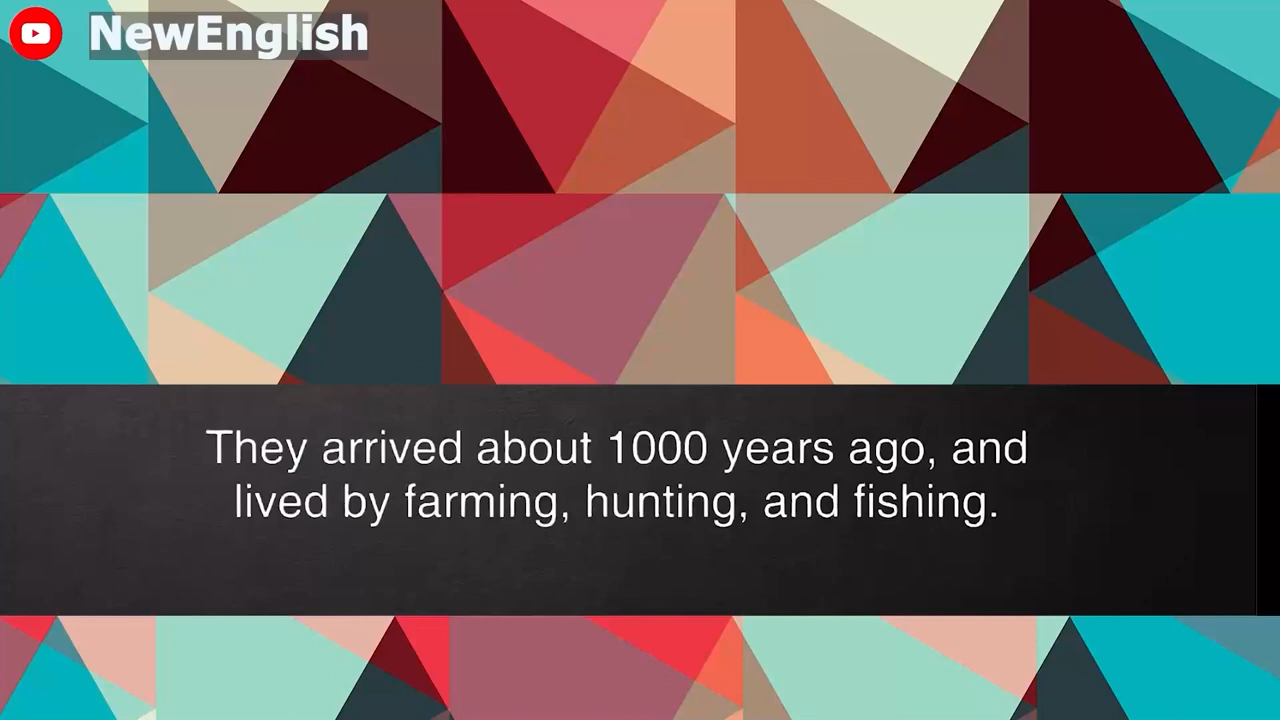 NewEnglish
They arrived about 1000 years ago, and
lived by farming, hunting, and fishing.